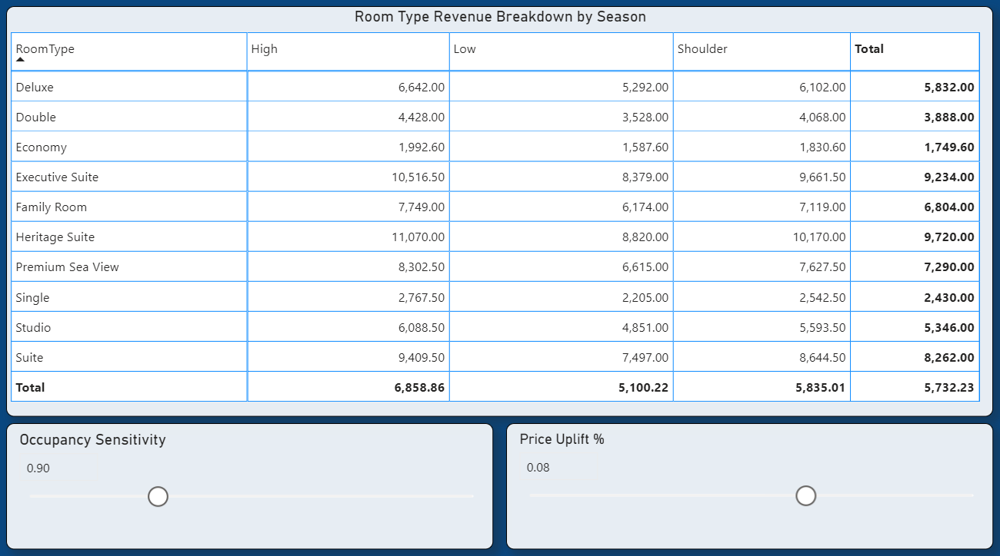 Room Type Revenue Breakdown by Season
RoomType High Low Shoulder Total
Deluxe 6,642.00 5,292.00 6,102.00 5,832.00
Double 4,428.00 3,528.00 4,068.00 3,888.00
Economy 1,992.60 1,587.60 1,830.60 1,749.60
Executive Suite 10,516.50 8,379.00 9,661.50 9,234.00
Family Room 7,749.00 6,174.00 7,119.00 6,804.00
Heritage Suite 11,070.00 8,820.00 10,170.00 9,720.00
Premium Sea View 8,302.50 6,615.00 7,627.50 7,290.00
Single 2,767.50 2,205.00 2,542.50 2,430.00
Studio 6,088.50 4,851.00 5,593.50 5,346.00
Suite 9,409.50 7,497.00 8,644.50 8,262.00
Total 6,858.86 5,100.22 5,835.01 5,732.23
Occupancy Sensitivity
0.90
Price Uplift %
0.08